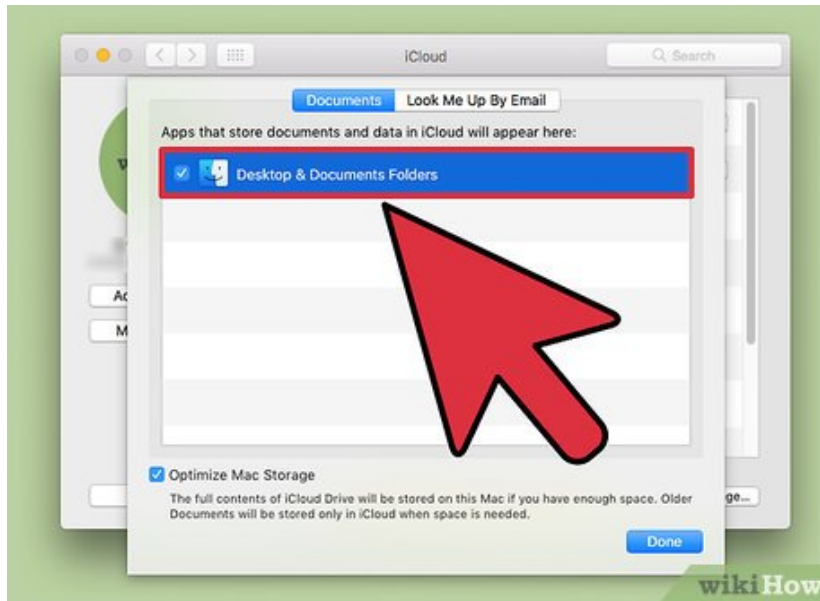 iCloud
Search
Documents
Look Me Up By Email
Apps that store documents and data in iCloud will appear here:
Desktop & Documents Folders
Optimize Mac Storage
The full contents of iCloud Drive will be stored on this Mac if you have enough space. Older
Documents will be stored only in iCloud when space is needed.
Done
wikiHow